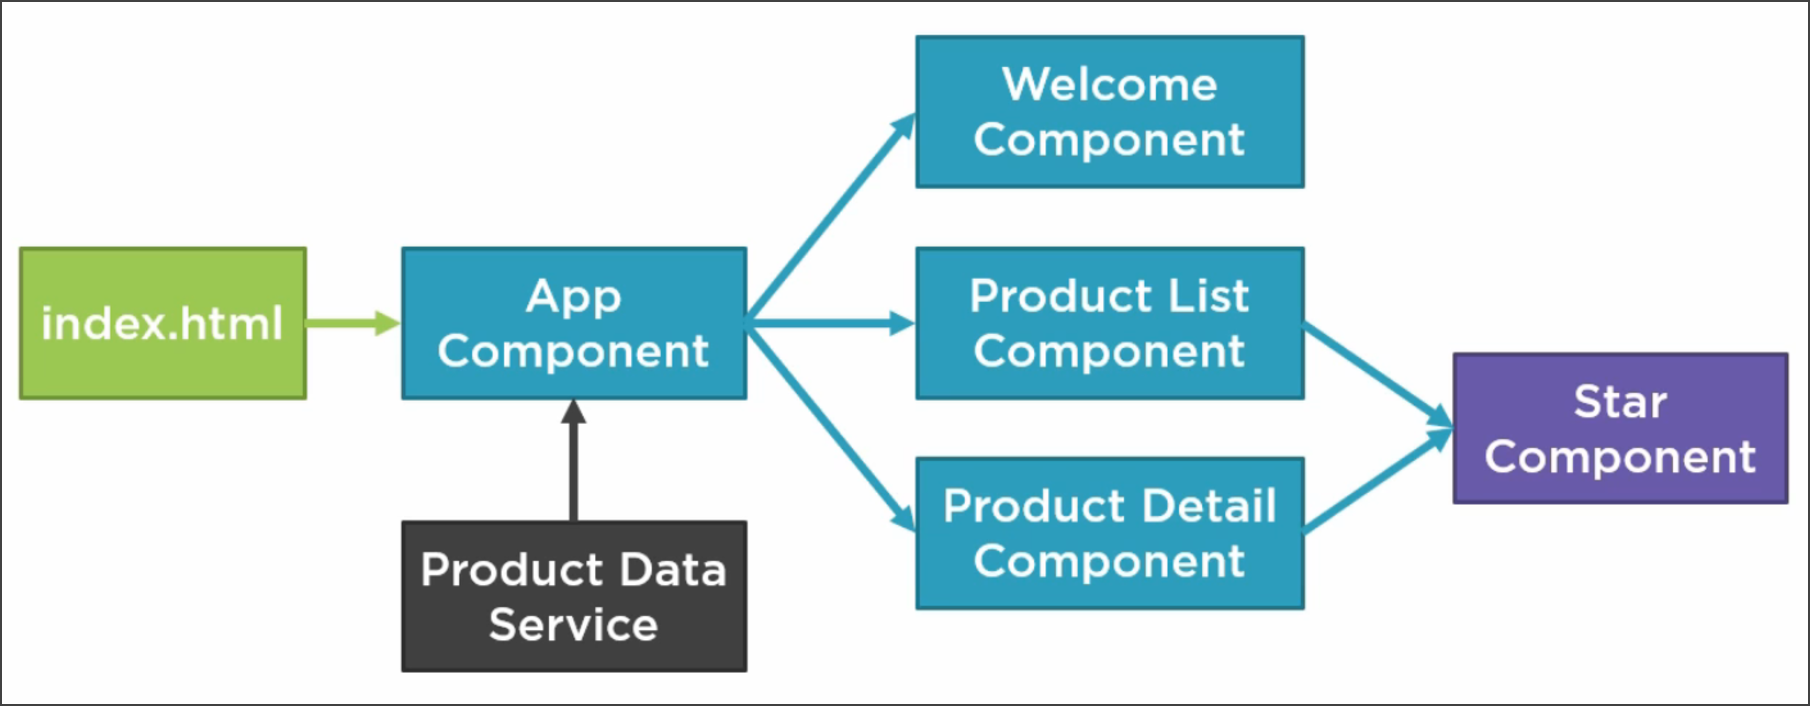 Welcome
Component
index.html
App
Component
Product List
Component
Star
Component
Product Detail
Component
Product Data
Service